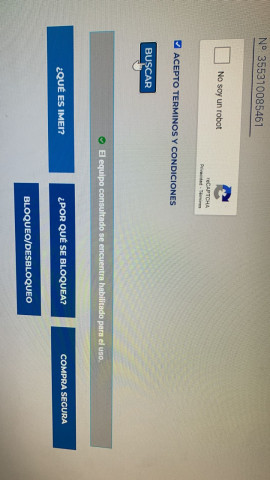 Nº 355310085461
No soy un robot
reCAPTCHA
Privacidad - Términos
ACEPTO TERMINOS Y CONDICIONES
BUSCAR
El equipo consultado se encuentra habilitado para el uso.
¿QUÉ ES IMEI?
¿POR QUÉ SE BLOQUEA?
COMPRA SEGURA
BLOQUEO/DESBLOQUEO